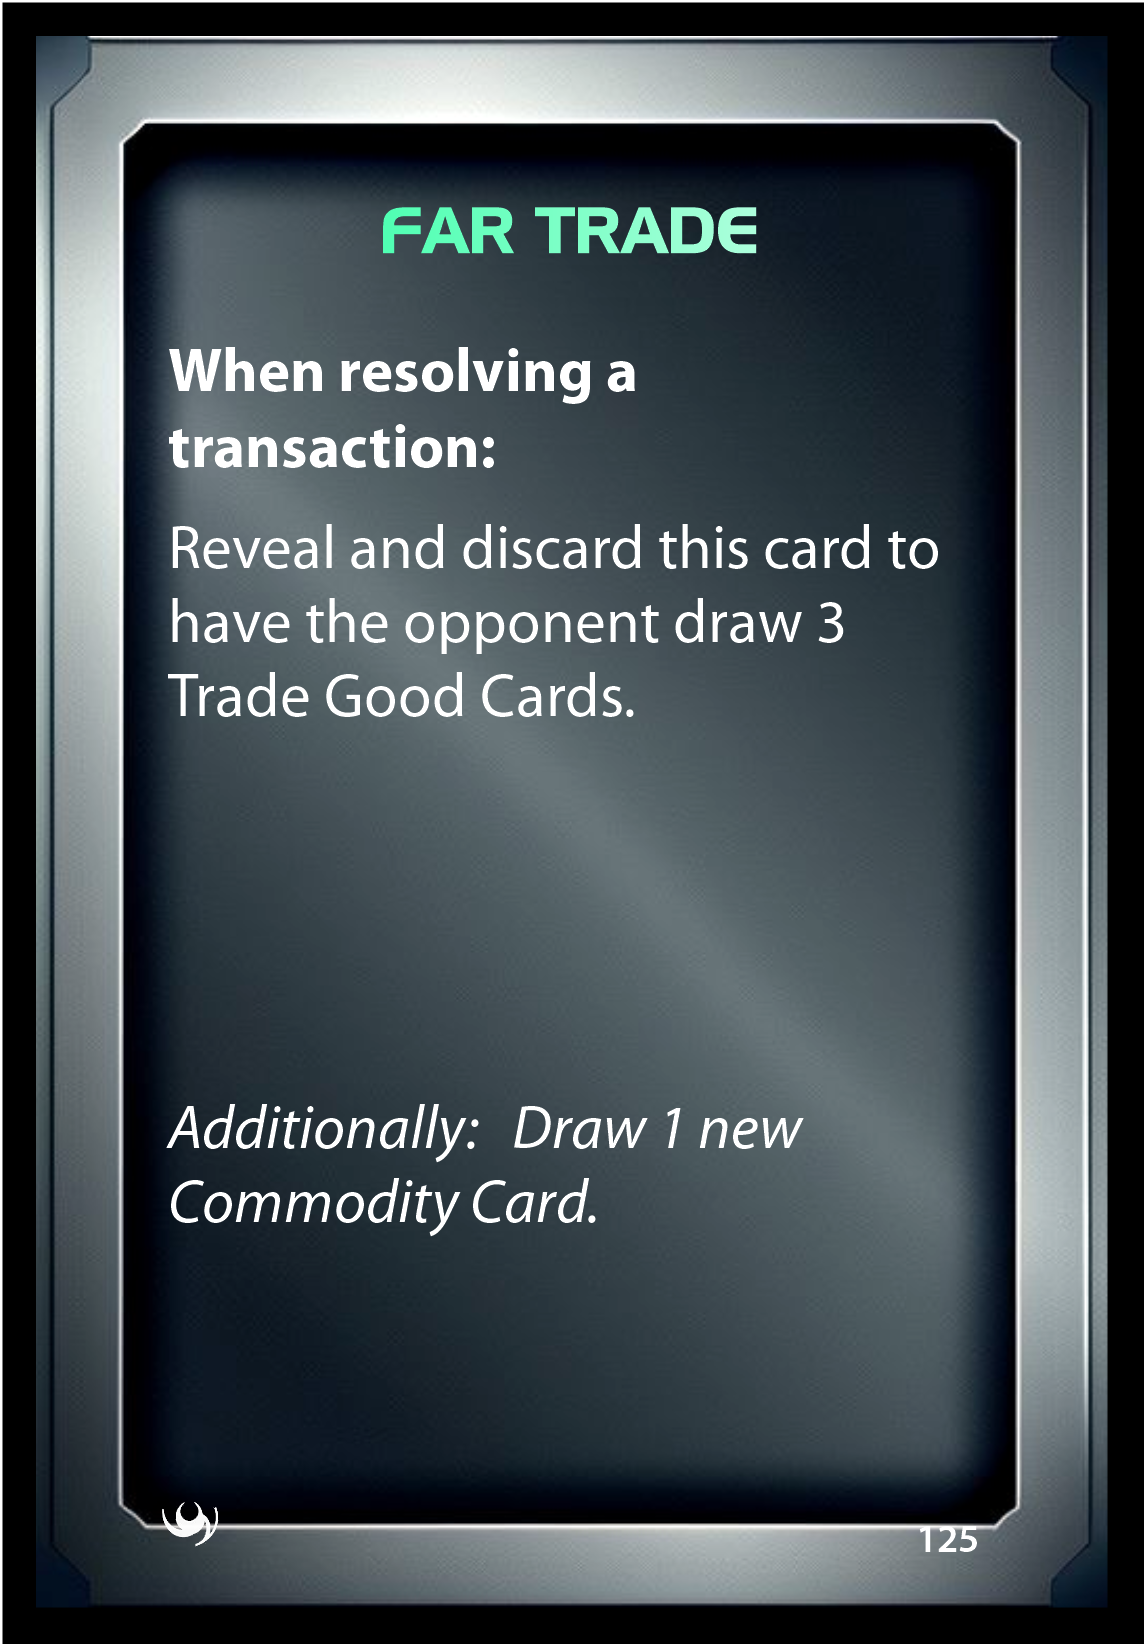 FAR TRADE
When resolving a
transaction:
Reveal and discard this card to
have the opponent draw 3
Trade Good Cards.
Additionally: Draw 1 new
Commodity Card.
125